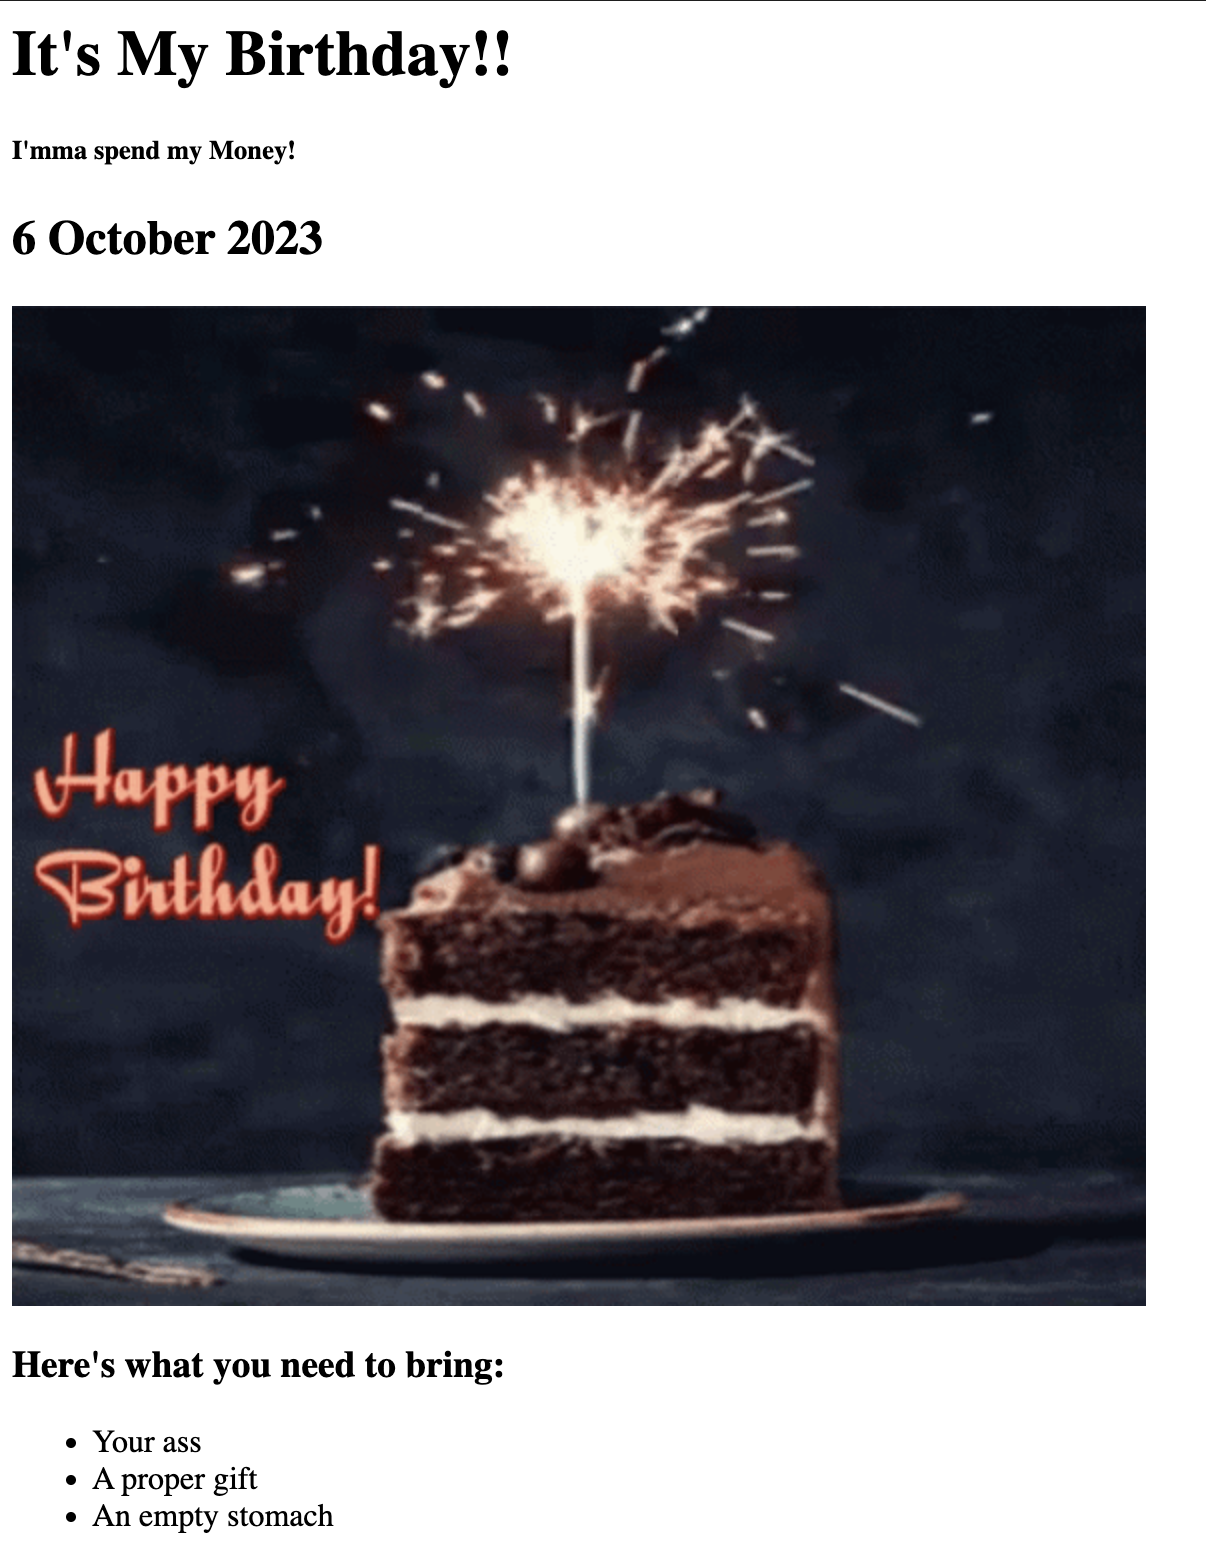 It's My Birthday!!
I'mma spend my Money!
6 October 2023
Happy
Birthday!
Here's what you need to bring:
Your ass
A proper gift
An empty stomach